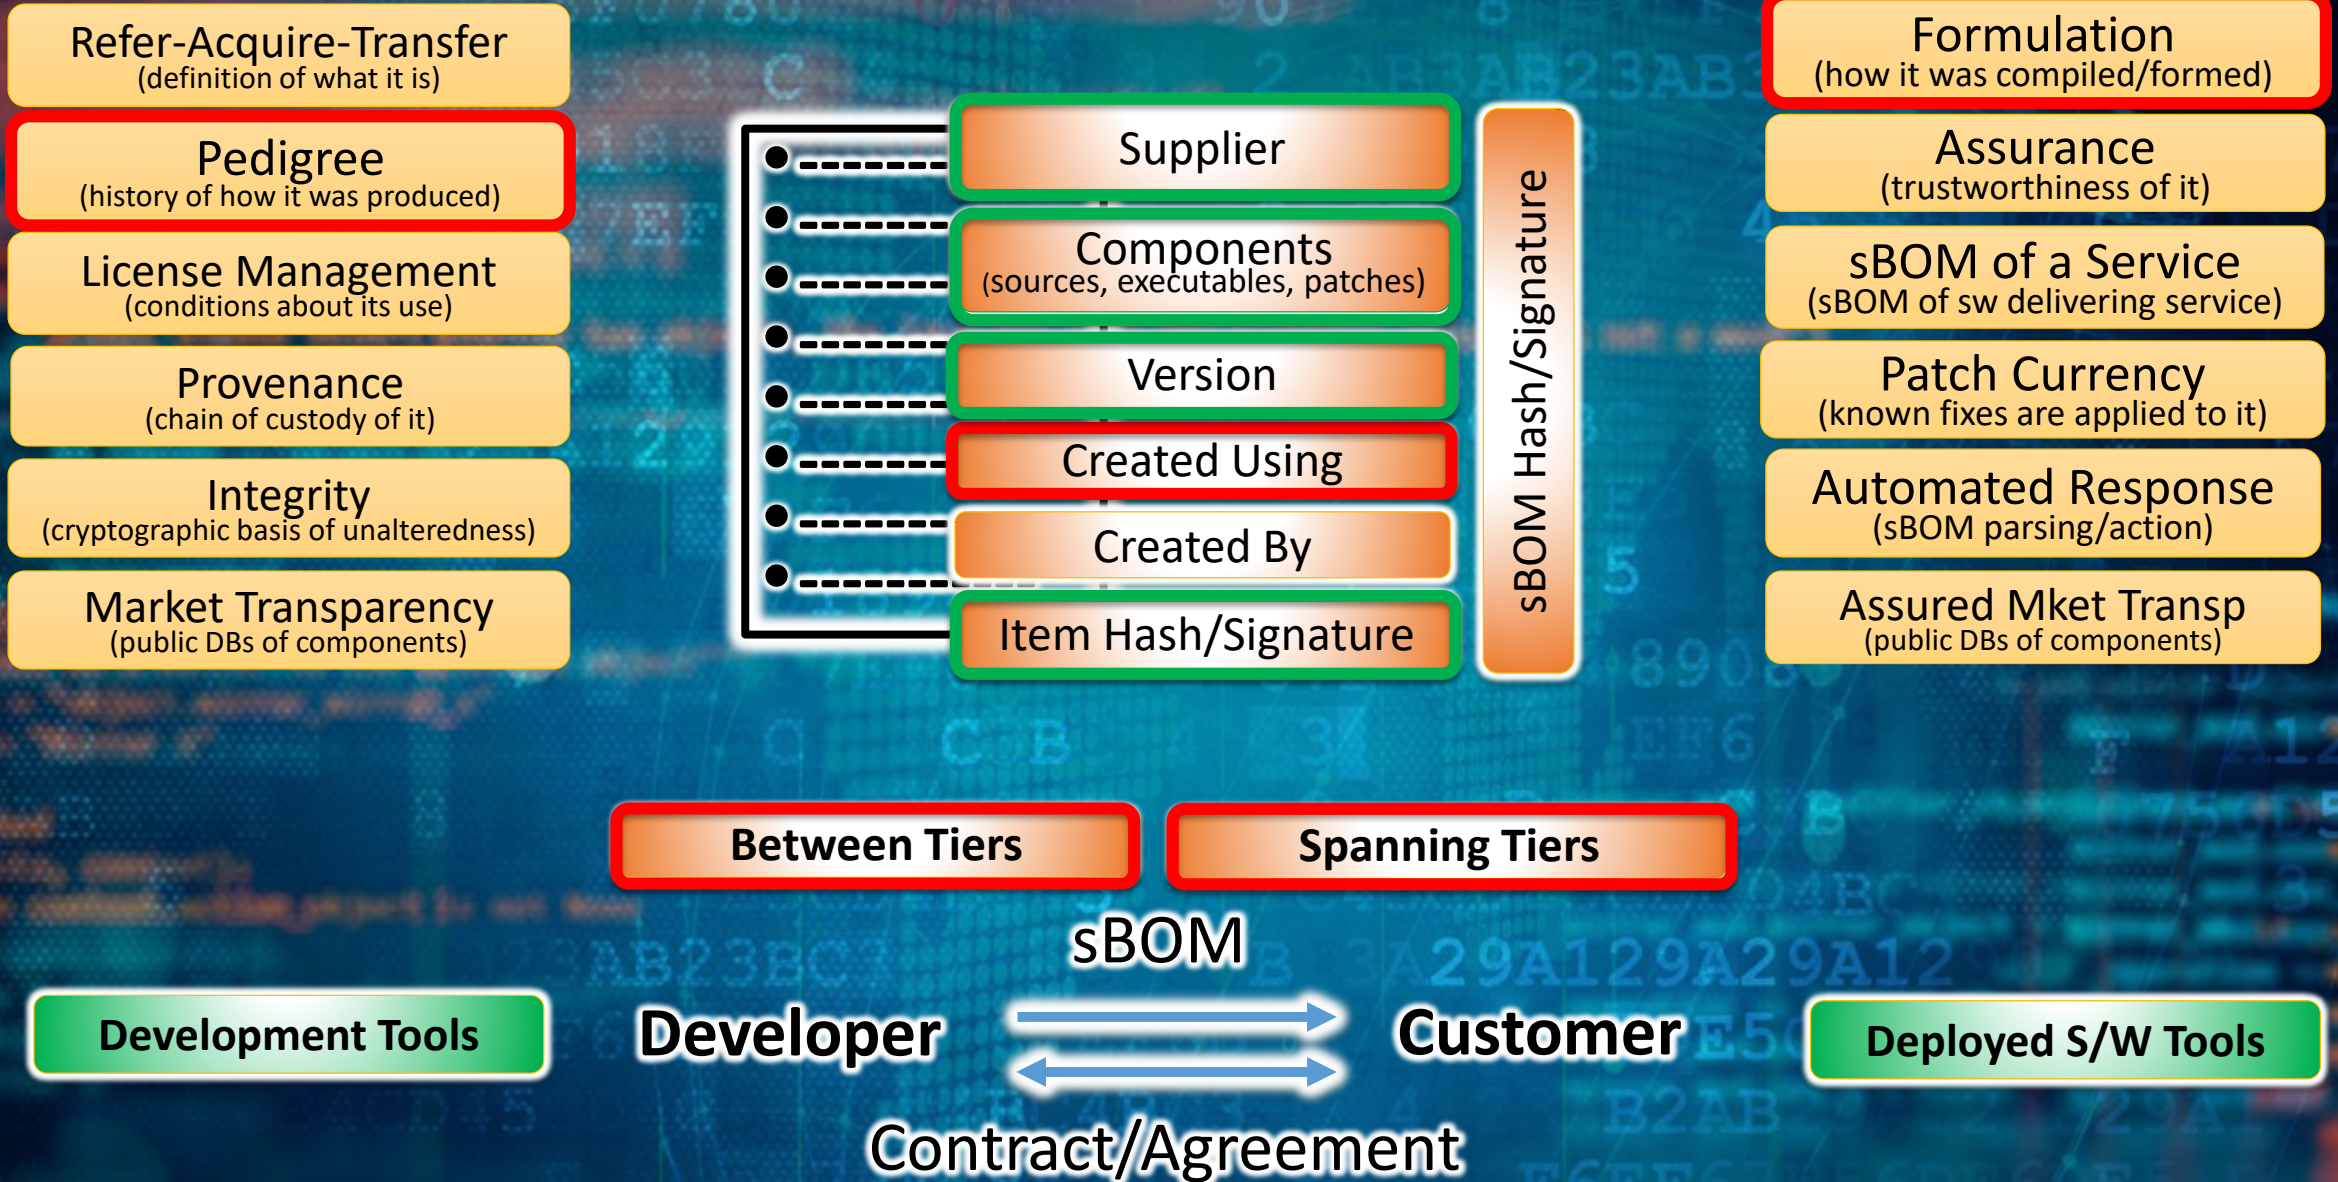 Refer-Acquire-Transfer
(definition of what it is)
Pedigree
(history of how it was produced)
License Management
(conditions about its use)
Provenance
(chain of custody of it)
Integrity
(cryptographic basis of unalteredness)
Market Transparency
(public DBs of components)
Supplier
Components
(sources, executables, patches)
Version
Created Using
Created By
Item Hash/Signature
sBOM Hash/Signature
Formulation
(how it was compiled/formed)
Assurance
(trustworthiness of it)
sBOM of a Service
(sBOM of sw delivering service)
Patch Currency
(known fixes are applied to it)
Automated Response
(sBOM parsing/action)
Assured Mket Transp
(public DBs of components)
Between Tiers
Spanning Tiers
sBOM
Development Tools
Developer
Customer
Deployed S/W Tools
Contract/Agreement